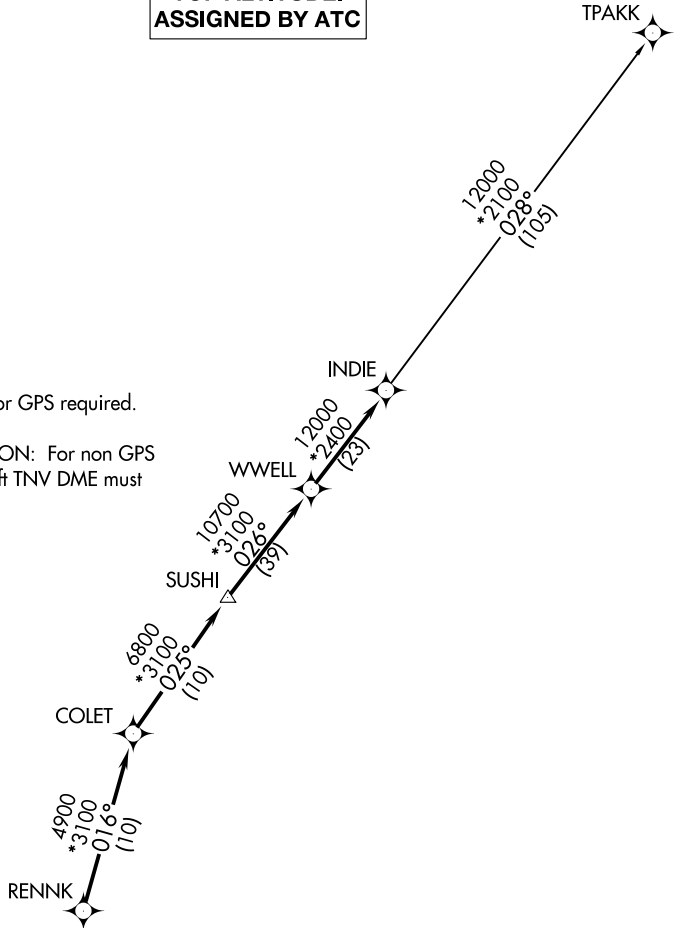 ASSIGNED BY ATC
TPAKK
12000
*2100
028°
(105)
INDIE
or GPS required.
12000
*2400
(23)
ON: For non GPS
ft TNV DME must
WWELL
10700
*3100
026°
(39)
SUSHI
6800
*3100
025°
(10)
COLET
4900
*3100
016°
(10)
RENNK